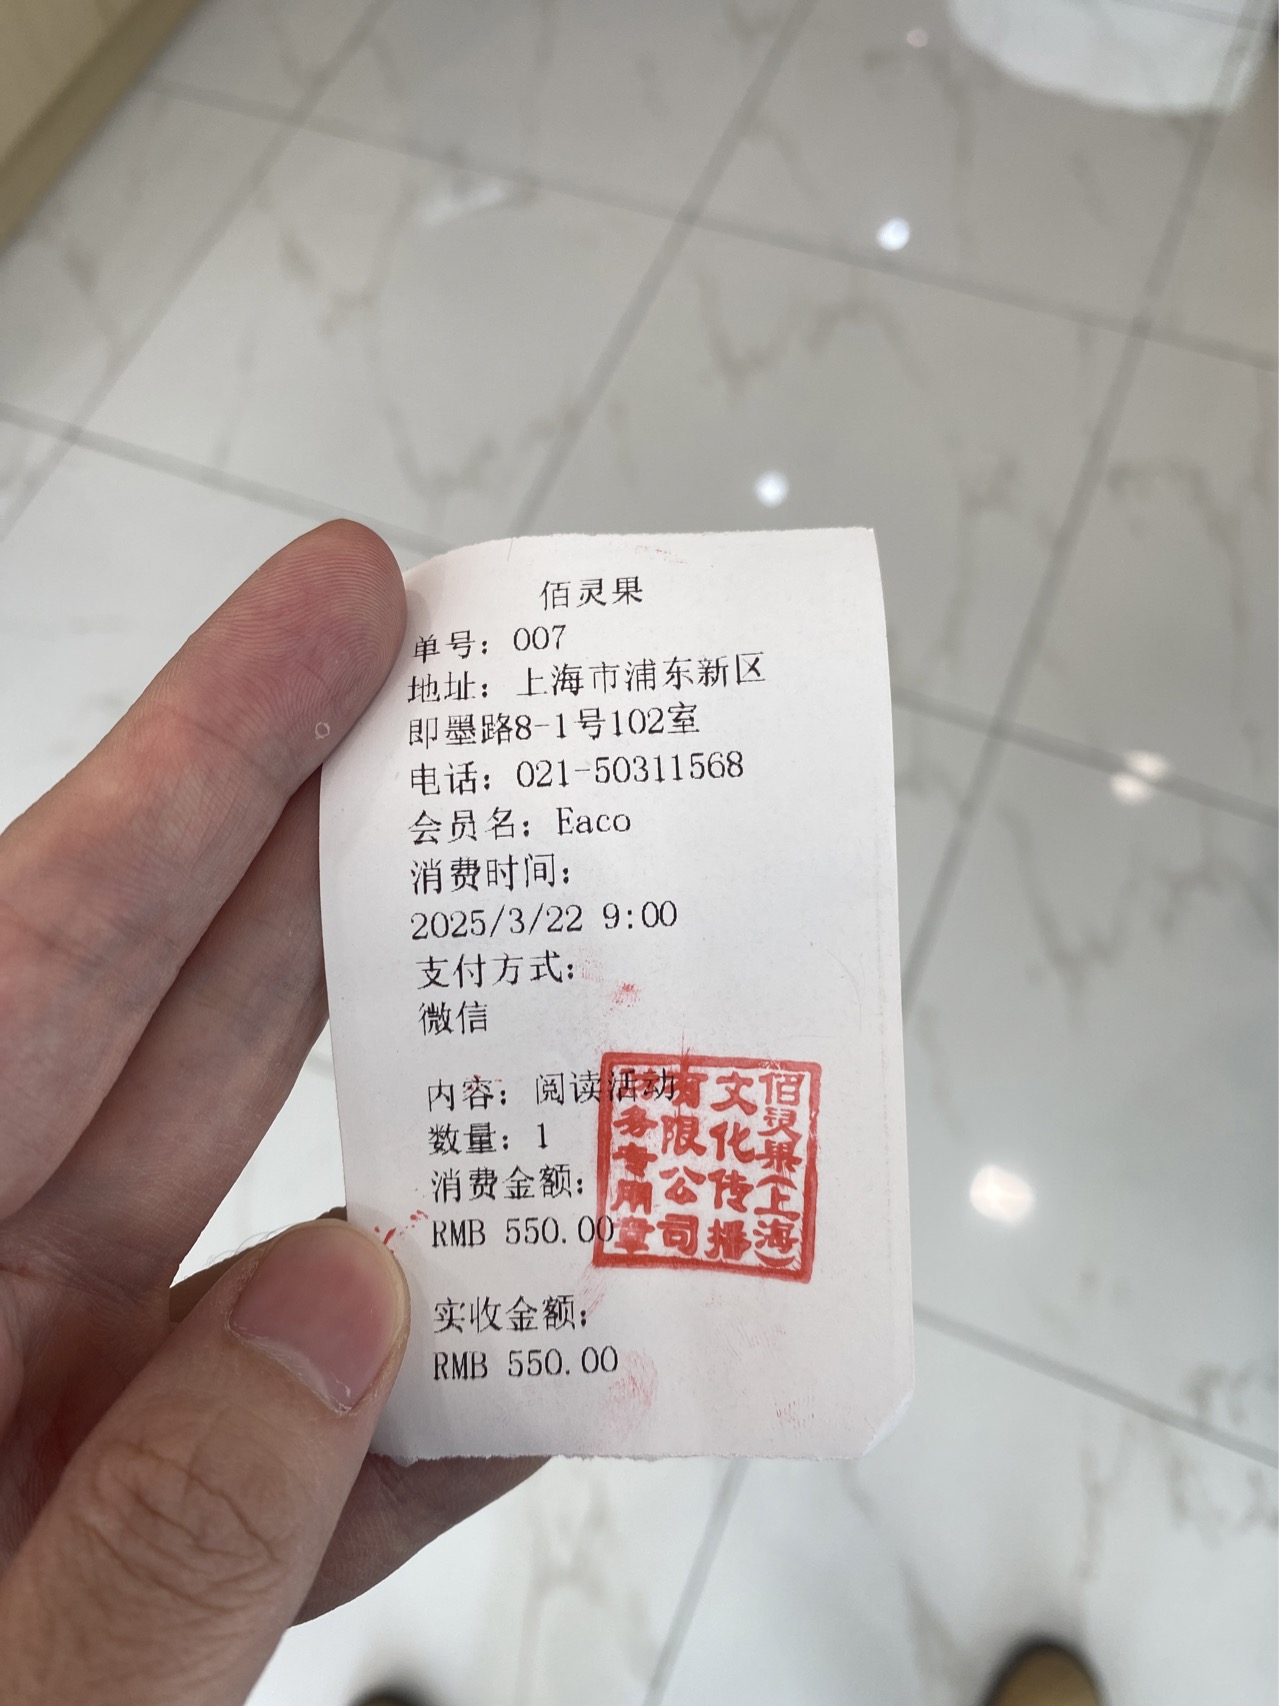 佰灵果
单号：007
地址：上海市浦东新区
即墨路8-1号102室
电话：021-50311568
会员名：Eaco
消费时间：
2025/3/22 9:00
支付方式：
微信
内容：阅读活动
数量：1
消费金额：
RMB 550.00
实收金额：
RMB 550.00
佰灵果（上海）
文化传播
有限公司
务专用章